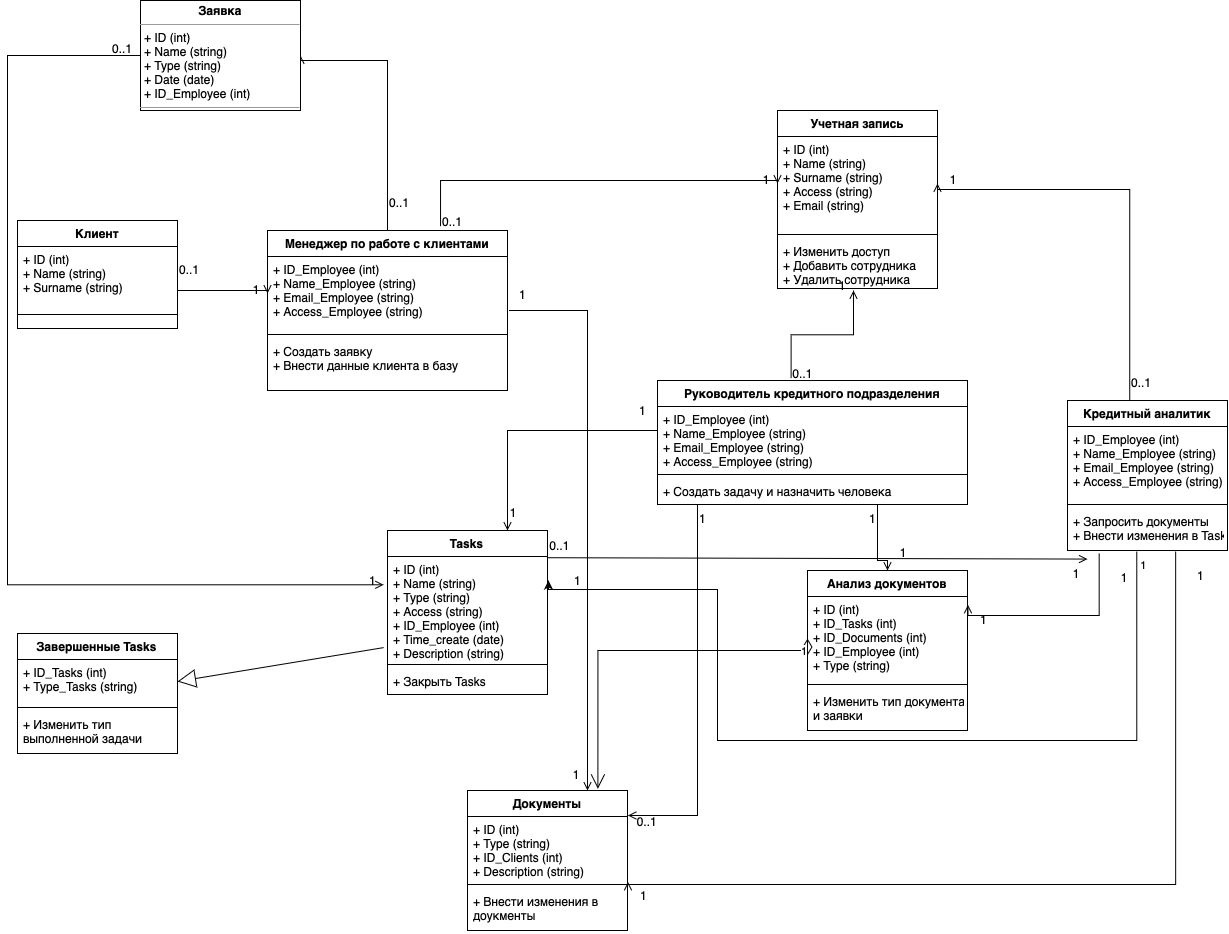 Заявка
+ ID (int)
+ Name (string)
+ Type (string)
+ Date (date)
+ ID_Employee (int)
0..1
0..1
Учетная запись
+ ID (int)
+ Name (string)
+ Surname (string)
+ Access (string)
+ Email (string)
+ Изменить доступ
+ Добавить сотрудника
+ Удалить сотрудника
1
1
1
0..1
Клиент
+ ID (int)
+ Name (string)
+ Surname (string)
0..1
1
Менеджер по работе с клиентами
+ ID_Employee (int)
+ Name_Employee (string)
+ Email_Employee (string)
+ Access_Employee (string)
+ Создать заявку
+ Внести данные клиента в базу
1
0..1
Руководитель кредитного подразделения
+ ID_Employee (int)
+ Name_Employee (string)
+ Email_Employee (string)
+ Access_Employee (string)
+ Создать задачу и назначить человека
1
1
1
1
0..1
Кредитный аналитик
+ ID_Employee (int)
+ Name_Employee (string)
+ Email_Employee (string)
+ Access_Employee (string)
+ Запросить документы
+ Внести изменения в Task
Tasks
+ ID (int)
+ Name (string)
+ Type (string)
+ Access (string)
+ ID_Employee (int)
+ Time_create (date)
+ Description (string)
+ Закрыть Tasks
0..1
1
1
1
1
1
1
1
Анализ документов
+ ID (int)
+ ID_Tasks (int)
+ ID_Documents (int)
+ ID_Employee (int)
+ Type (string)
+ Изменить тип документа
и заявки
1
1
Завершенные Tasks
+ ID_Tasks (int)
+ Type_Tasks (string)
+ Изменить тип
выполненной задачи
1
Документы
+ ID (int)
+ Type (string)
+ ID_Clients (int)
+ Description (string)
+ Внести изменения в
доукменты
0..1
1